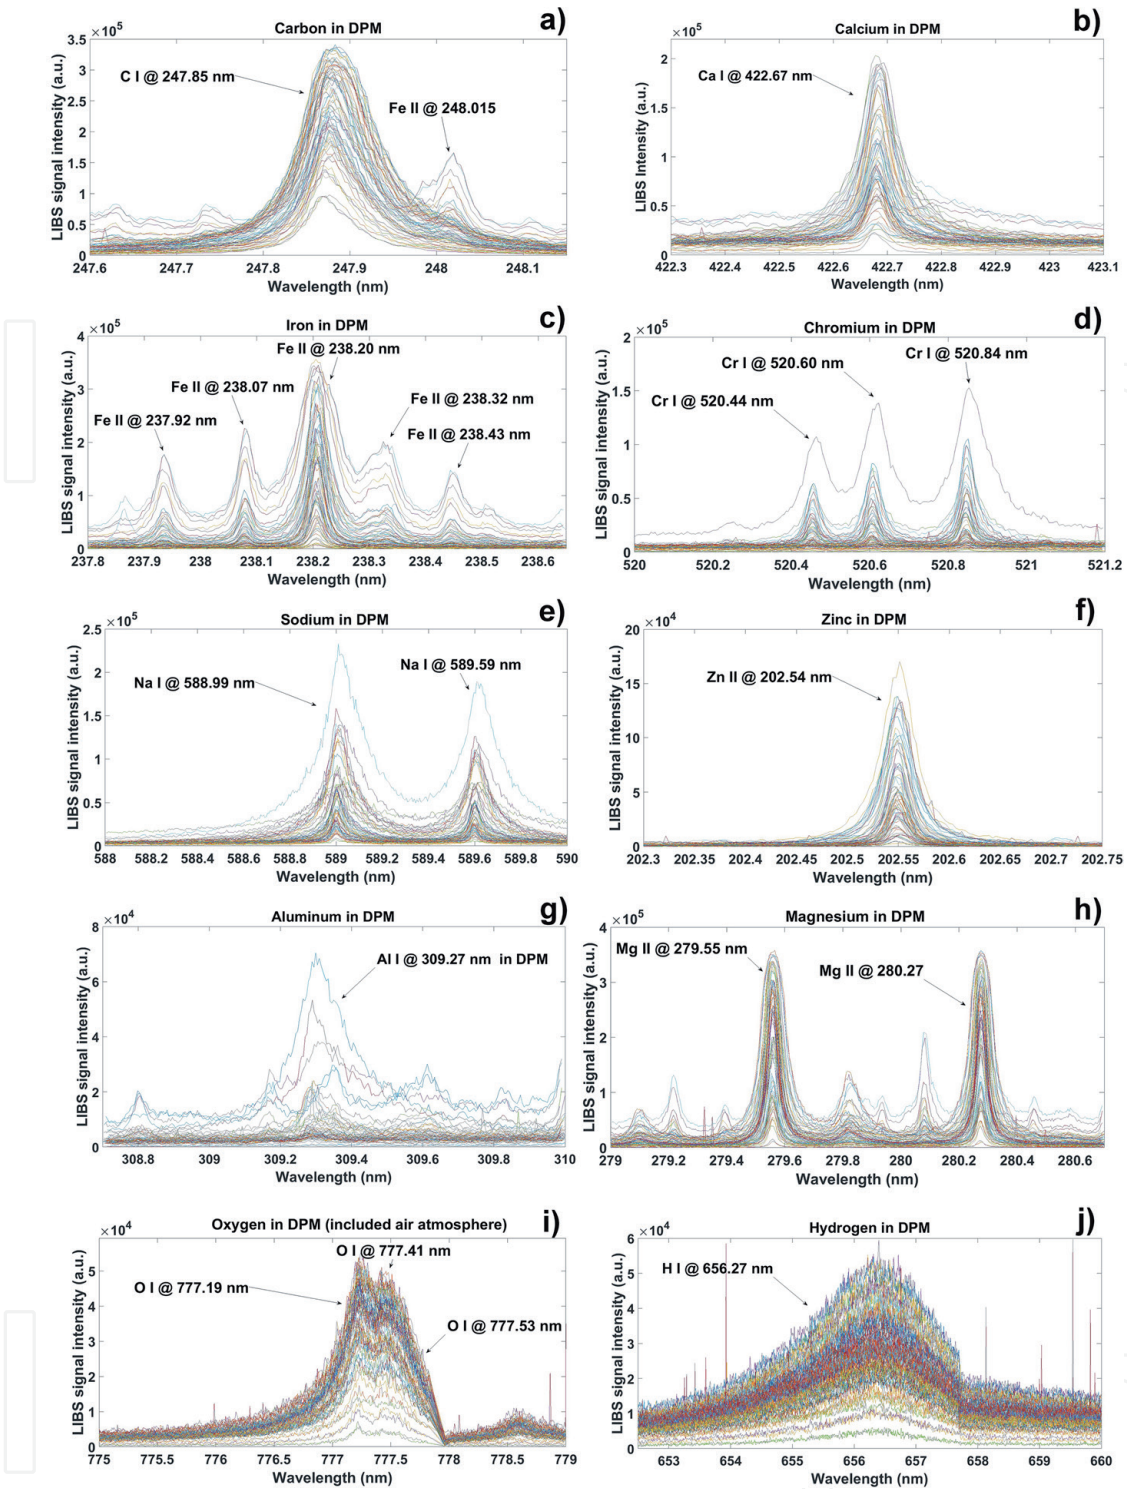 a)
Carbon in DPM
×10⁵
LIBS signal intensity (a.u.)
3.5
3
2.5
2
1.5
1
0.5
0
C I @ 247.85 nm
Fe II @ 248.015
247.6 247.7 247.8 247.9 248 248.1
Wavelength (nm)
b)
Calcium in DPM
×10⁵
LIBS Intensity (a.u.)
2
1.5
1
0.5
0
Ca I @ 422.67 nm
422.3 422.4 422.5 422.6 422.7 422.8 422.9 423 423.1
Wavelength (nm)
c)
Iron in DPM
×10⁵
LIBS signal intensity (a.u.)
4
3
2
1
0
Fe II @ 238.20 nm
Fe II @ 238.07 nm
Fe II @ 238.32 nm
Fe II @ 237.92 nm
Fe II @ 238.43 nm
237.8 237.9 238 238.1 238.2 238.3 238.4 238.5 238.6
Wavelength (nm)
d)
Chromium in DPM
×10⁵
LIBS signal intensity (a.u.)
2
1.5
1
0.5
0
Cr I @ 520.84 nm
Cr I @ 520.60 nm
Cr I @ 520.44 nm
520 520.2 520.4 520.6 520.8 521 521.2
Wavelength (nm)
e)
Sodium in DPM
×10⁵
LIBS signal intensity (a.u.)
2.5
2
1.5
1
0.5
0
Na I @ 589.59 nm
Na I @ 588.99 nm
588 588.2 588.4 588.6 588.8 589 589.2 589.4 589.6 589.8 590
Wavelength (nm)
f)
Zinc in DPM
×10⁴
LIBS signal intensity (a.u.)
20
15
10
5
0
Zn II @ 202.54 nm
202.3 202.35 202.4 202.45 202.5 202.55 202.6 202.65 202.7 202.75
Wavelength (nm)
g)
Aluminum in DPM
×10⁴
LIBS signal intensity (a.u.)
8
6
4
2
0
Al I @ 309.27 nm in DPM
308.8 309 309.2 309.4 309.6 309.8 310
Wavelength (nm)
h)
Magnesium in DPM
×10⁵
LIBS signal intensity (a.u.)
4
3
2
1
0
Mg II @ 279.55 nm
Mg II @ 280.27
279 279.2 279.4 279.6 279.8 280 280.2 280.4 280.6
Wavelength (nm)
i)
Oxygen in DPM (included air atmosphere)
×10⁴
LIBS signal intensity (a.u.)
5
4
3
2
1
0
O I @ 777.41 nm
O I @ 777.19 nm
O I @ 777.53 nm
775 775.5 776 776.5 777 777.5 778 778.5 779
Wavelength (nm)
j)
Hydrogen in DPM
×10⁴
LIBS signal intensity (a.u.)
6
5
4
3
2
1
0
H I @ 656.27 nm
653 654 655 656 657 658 659 660
Wavelength (nm)